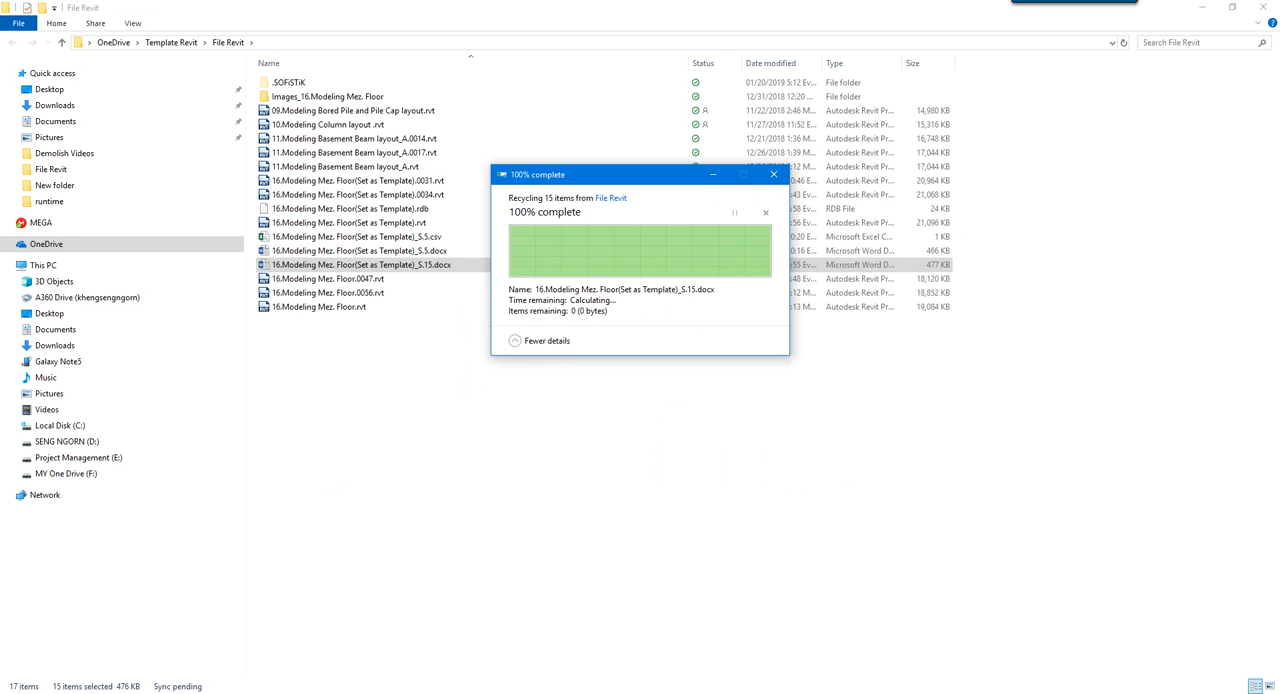 File Revit
File Home Share View
OneDrive Template Revit File Revit Search File Revit
Name Status Date modified Type Size
Quick access
Desktop
Downloads
Documents
Pictures
Demolish Videos
File Revit
New folder
runtime
MEGA
OneDrive
This PC
3D Objects
A360 Drive (khengsengngorn)
Desktop
Documents
Downloads
Galaxy Note5
Music
Pictures
Videos
Local Disk (C:)
SENG NGORN (D:)
Project Management (E:)
MY One Drive (F:)
Network
.SOFiSTiK 01/20/2019 5:12 Ev... File folder
Images_16.Modeling Mez. Floor 12/31/2018 12:20 ... File folder
09.Modeling Bored Pile and Pile Cap layout.rvt 11/22/2018 2:46 M... Autodesk Revit Pr... 14,980 KB
10.Modeling Column layout .rvt 11/27/2018 11:52 E... Autodesk Revit Pr... 15,316 KB
11.Modeling Basement Beam layout_A.0014.rvt 12/21/2018 1:36 M... Autodesk Revit Pr... 16,748 KB
11.Modeling Basement Beam layout_A.0017.rvt 12/26/2018 1:39 M... Autodesk Revit Pr... 17,044 KB
11.Modeling Basement Beam layout_A.rvt :12 M... Autodesk Revit Pr... 17,044 KB
16.Modeling Mez. Floor(Set as Template).0031.rvt 0:46 E... Autodesk Revit Pr... 20,964 KB
16.Modeling Mez. Floor(Set as Template).0034.rvt :43 Ev... Autodesk Revit Pr... 21,068 KB
16.Modeling Mez. Floor(Set as Template).rdb :58 Ev... RDB File 24 KB
16.Modeling Mez. Floor(Set as Template).rvt :56 Ev... Autodesk Revit Pr... 21,096 KB
16.Modeling Mez. Floor(Set as Template)_S.5.csv 0:20 E... Microsoft Excel C... 1 KB
16.Modeling Mez. Floor(Set as Template)_S.5.docx 0:16 E... Microsoft Word D... 466 KB
16.Modeling Mez. Floor(Set as Template)_S.15.docx :55 Ev... Microsoft Word D... 477 KB
16.Modeling Mez. Floor.0047.rvt :48 Ev... Autodesk Revit Pr... 18,120 KB
16.Modeling Mez. Floor.0056.rvt :12 M... Autodesk Revit Pr... 18,852 KB
16.Modeling Mez. Floor.rvt :13 M... Autodesk Revit Pr... 19,084 KB
100% complete
Recycling 15 items from File Revit
100% complete
Name: 16.Modeling Mez. Floor(Set as Template)_S.15.docx
Time remaining: Calculating...
Items remaining: 0 (0 bytes)
Fewer details
17 items 15 items selected 476 KB Sync pending